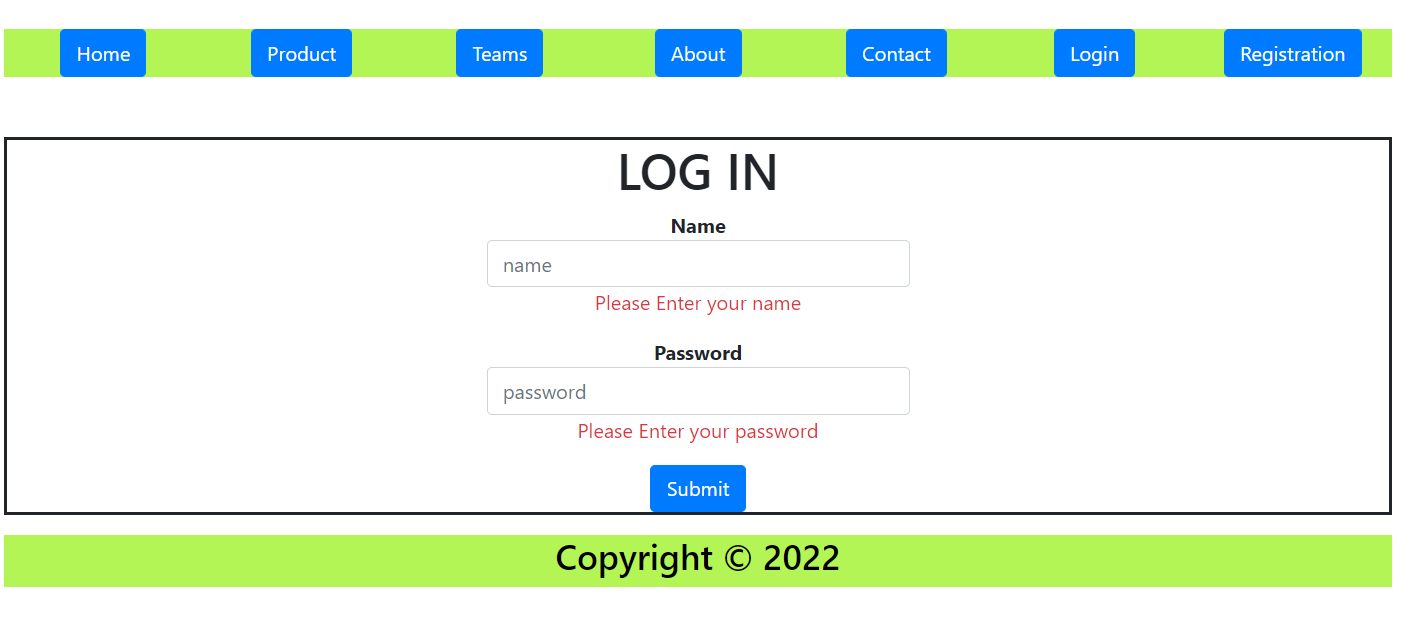 Home Product Teams About Contact Login Registration
LOG IN
Name
name
Please Enter your name
Password
password
Please Enter your password
Submit
Copyright © 2022